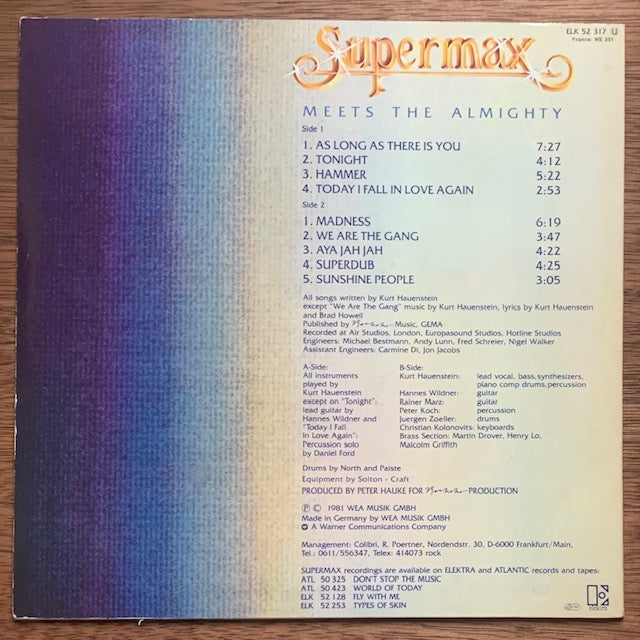 ELK 52 317 U
France: WE 351
Supermax
MEETS THE ALMIGHTY
Side 1
1. AS LONG AS THERE IS YOU 7:27
2. TONIGHT 4:12
3. HAMMER 5:22
4. TODAY I FALL IN LOVE AGAIN 2:53
Side 2
1. MADNESS 6:19
2. WE ARE THE GANG 3:47
3. AYA JAH JAH 4:22
4. SUPERDUB 4:25
5. SUNSHINE PEOPLE 3:05
All songs written by Kurt Hauenstein
except "We Are The Gang" music by Kurt Hauenstein, lyrics by Kurt Hauenstein
and Brad Howell
Published by Music, GEMA
Recorded at Air Studios, London, Europasound Studios, Hotline Studios
Engineers: Michael Bestmann, Andy Lunn, Fred Schreier, Nigel Walker
Assistant Engineers: Carmine Di, Jon Jacobs
A-Side:
All instruments
played by
Kurt Hauenstein
except on "Tonight":
lead guitar by
Hannes Wildner and
"Today I Fall
In Love Again":
Percussion solo
by Daniel Ford
B-Side:
Kurt Hauenstein: lead vocal, bass, synthesizers,
piano comp drums, percussion
Hannes Wildner: guitar
Rainer Marz: guitar
Peter Koch: percussion
Juergen Zoeller: drums
Christian Kolonovits: keyboards
Brass Section: Martin Drover, Henry Lo,
Malcolm Griffith
Drums by North and Paiste
Equipment by Solton - Craft
PRODUCED BY PETER HAUKE FOR PRODUCTION
℗ © 1981 WEA MUSIK GMBH
Made in Germany by WEA MUSIK GMBH
A Warner Communications Company
Management: Colibri, R. Poertner, Nordendstr. 30, D-6000 Frankfurt/Main,
Tel.: 0611/556347, Telex: 414073 rock
SUPERMAX recordings are available on ELEKTRA and ATLANTIC records and tapes:
ATL 50 325 DON'T STOP THE MUSIC
ATL 50 423 WORLD OF TODAY
ELK 52 128 FLY WITH ME
ELK 52 253 TYPES OF SKIN